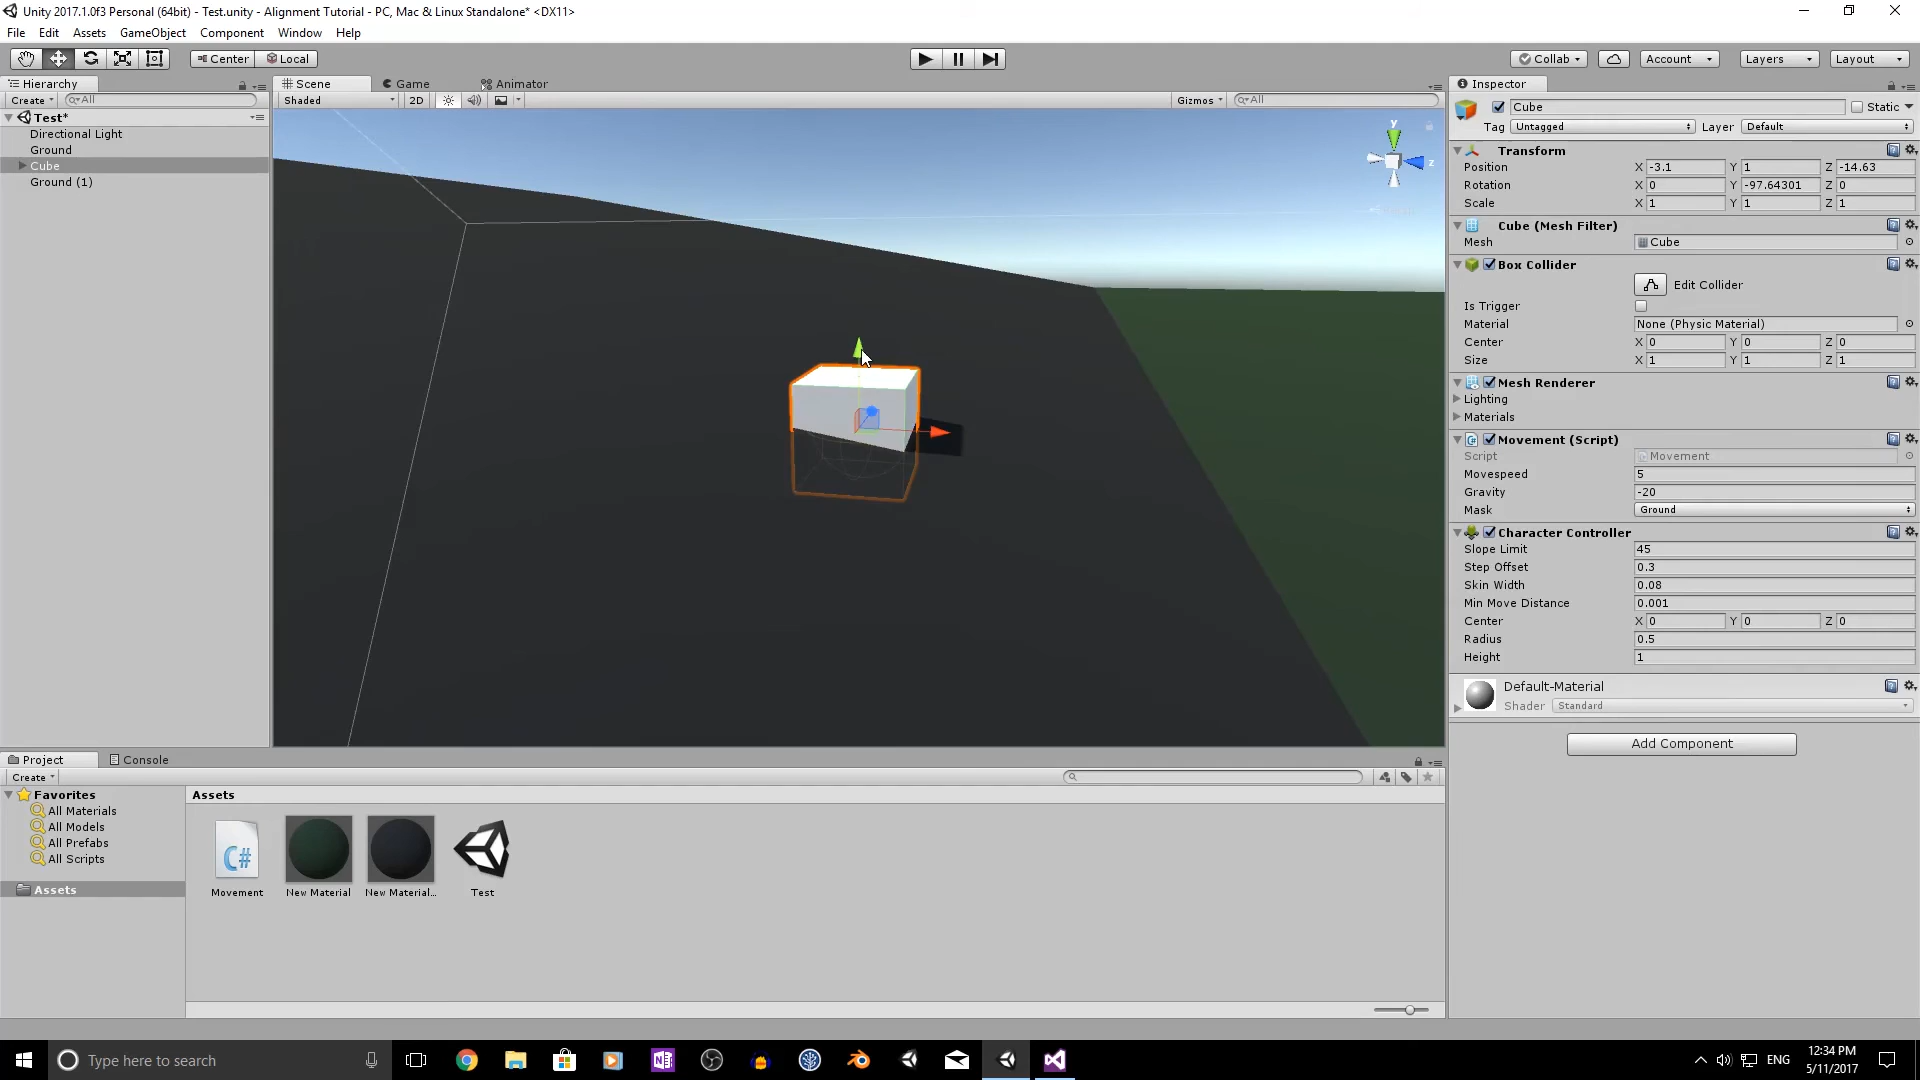 Unity 2017.1.0f3 Personal (64bit) - Test.unity - Alignment Tutorial - PC, Mac & Linux Standalone* <DX11>
File Edit Assets GameObject Component Window Help
Center Local Collab Account Layers Layout
Hierarchy
Create All
Test*
Directional Light
Ground
Cube
Ground (1)
Scene Game Animator
Shaded 2D Gizmos All
y
z
Inspector
Cube Static
Tag Untagged Layer Default
Transform
Position X -3.1 Y 1 Z -14.63
Rotation X 0 Y -97.64301 Z 0
Scale X 1 Y 1 Z 1
Cube (Mesh Filter)
Mesh Cube
Box Collider
Edit Collider
Is Trigger
Material None (Physic Material)
Center X 0 Y 0 Z 0
Size X 1 Y 1 Z 1
Mesh Renderer
Lighting
Materials
Movement (Script)
Script Movement
Movespeed 5
Gravity -20
Mask Ground
Character Controller
Slope Limit 45
Step Offset 0.3
Skin Width 0.08
Min Move Distance 0.001
Center X 0 Y 0 Z 0
Radius 0.5
Height 1
Default-Material
Shader Standard
Add Component
Project Console
Create
Favorites
All Materials
All Models
All Prefabs
All Scripts
Assets
Assets
C#
Movement New Material New Material... Test
Type here to search
ENG
12:34 PM
5/11/2017